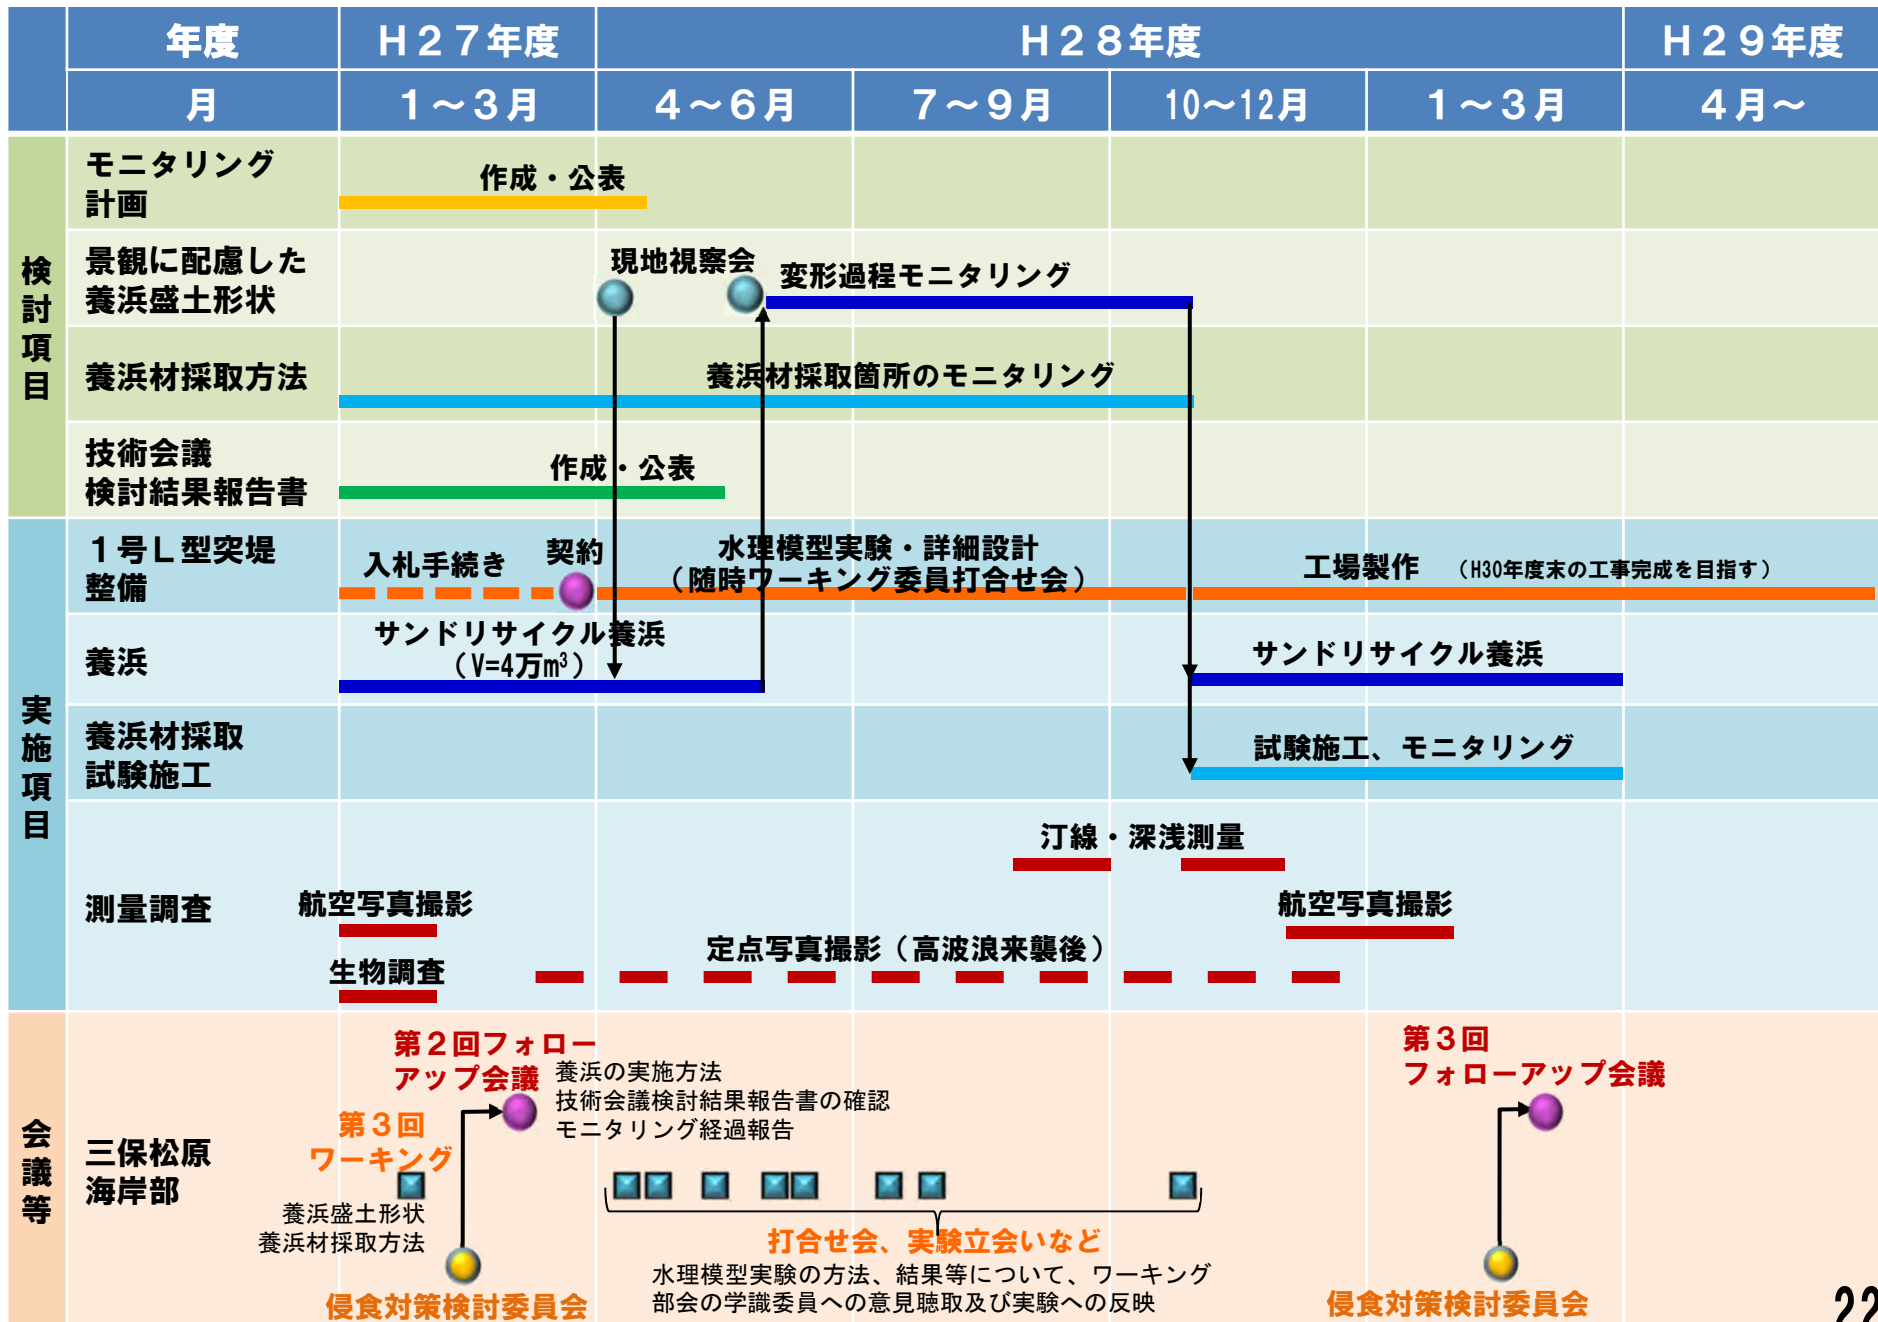 年度
H27年度
H28年度
H29年度
月
1～3月
4～6月
7～9月
10～12月
1～3月
4月～
検討項目
モニタリング
計画
作成・公表
景観に配慮した
養浜盛土形状
現地視察会
変形過程モニタリング
養浜材採取方法
養浜材採取箇所のモニタリング
技術会議
検討結果報告書
作成・公表
実施項目
1号L型突堤
整備
入札手続き
契約
水理模型実験・詳細設計
（随時ワーキング委員打合せ会）
工場製作 （H30年度末の工事完成を目指す）
養浜
サンドリサイクル養浜
（V=4万m³）
サンドリサイクル養浜
養浜材採取
試験施工
試験施工、モニタリング
測量調査
汀線・深浅測量
航空写真撮影
航空写真撮影
定点写真撮影（高波浪来襲後）
生物調査
会議等
三保松原
海岸部
第2回フォロー
アップ会議
養浜の実施方法
技術会議検討結果報告書の確認
モニタリング経過報告
第3回
ワーキング
養浜盛土形状
養浜材採取方法
侵食対策検討委員会
打合せ会、実験立会いなど
水理模型実験の方法、結果等について、ワーキング
部会の学識委員への意見聴取及び実験への反映
第3回
フォローアップ会議
侵食対策検討委員会
22